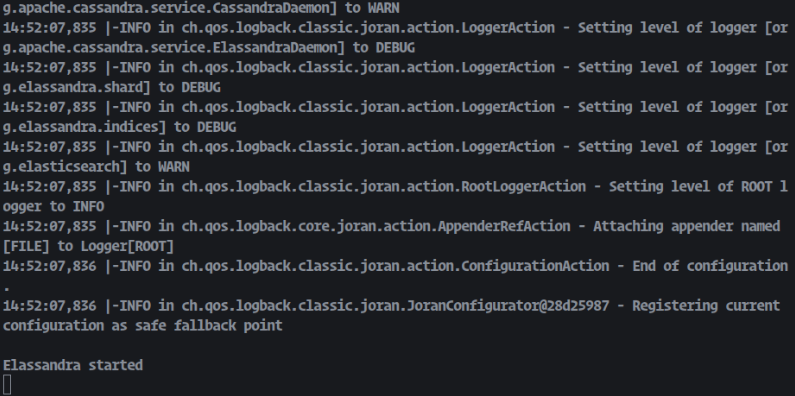 g.apache.cassandra.service.CassandraDaemon] to WARN
14:52:07,835 |-INFO in ch.qos.logback.classic.joran.action.LoggerAction - Setting level of logger [or
g.apache.cassandra.service.ElassandraDaemon] to DEBUG
14:52:07,835 |-INFO in ch.qos.logback.classic.joran.action.LoggerAction - Setting level of logger [or
g.elassandra.shard] to DEBUG
14:52:07,835 |-INFO in ch.qos.logback.classic.joran.action.LoggerAction - Setting level of logger [or
g.elassandra.indices] to DEBUG
14:52:07,835 |-INFO in ch.qos.logback.classic.joran.action.LoggerAction - Setting level of logger [or
g.elasticsearch] to WARN
14:52:07,835 |-INFO in ch.qos.logback.classic.joran.action.RootLoggerAction - Setting level of ROOT l
ogger to INFO
14:52:07,835 |-INFO in ch.qos.logback.core.joran.action.AppenderRefAction - Attaching appender named
[FILE] to Logger[ROOT]
14:52:07,836 |-INFO in ch.qos.logback.classic.joran.action.ConfigurationAction - End of configuration
.
14:52:07,836 |-INFO in ch.qos.logback.classic.joran.JoranConfigurator@28d25987 - Registering current
configuration as safe fallback point

Elassandra started